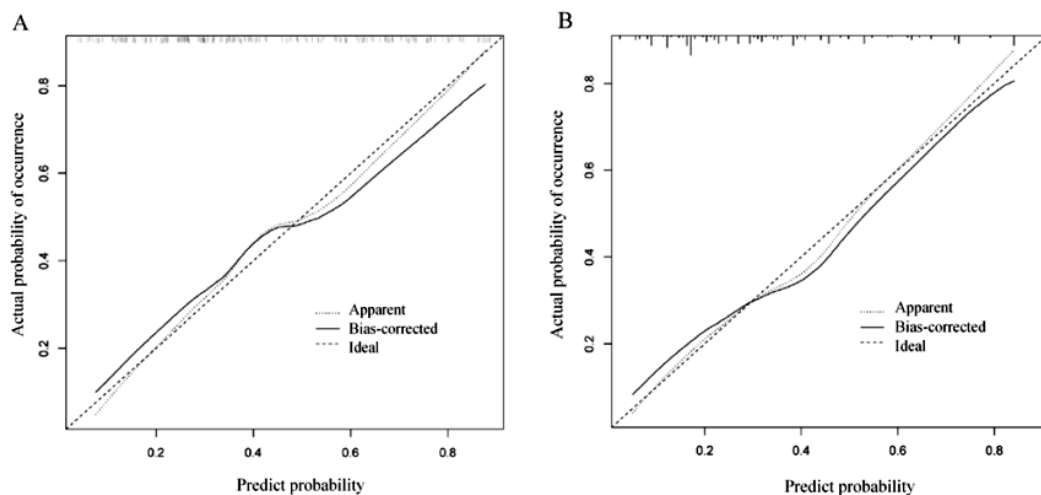 A
Actual probability of occurrence
0.8
0.6
0.4
0.2
Apparent
Bias-corrected
Ideal
0.2 0.4 0.6 0.8
Predict probability
B
Actual probability of occurrence
0.8
0.6
0.4
0.2
Apparent
Bias-corrected
Ideal
0.2 0.4 0.6 0.8
Predict probability